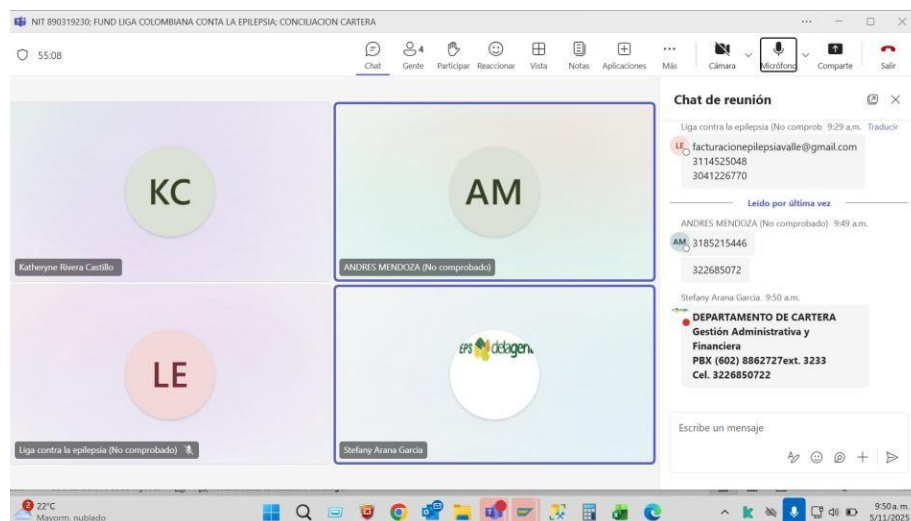 NIT 890319230; FUND LIGA COLOMBIANA CONTA LA EPILEPSIA; CONCILIACION CARTERA
55:08
Chat
Gente
4
Participar
Reaccionar
Vista
Notas
Aplicaciones
Más
Cámara
Micrófono
Comparte
Salir
KC
Katheryne Rivera Castillo
AM
ANDRES MENDOZA (No comprobado)
LE
Liga contra la epilepsia (No comprobado)
EPS delagen
Stefany Arana Garcia
Chat de reunión
Liga contra la epilepsia (No comprob 9:29 a.m. Traducir
LE
facturacionepilepsiavalle@gmail.com
3114525048
3041226770
Leído por última vez
ANDRES MENDOZA (No comprobado) 9:49 a.m.
AM
3185215446
322685072
Stefany Arana Garcia 9:50 a.m.
DEPARTAMENTO DE CARTERA
Gestión Administrativa y
Financiera
PBX (602) 8862727ext. 3233
Cel. 3226850722
Escribe un mensaje
2
22°C
Mayorm. nublado
9:50 a.m.
5/11/2025